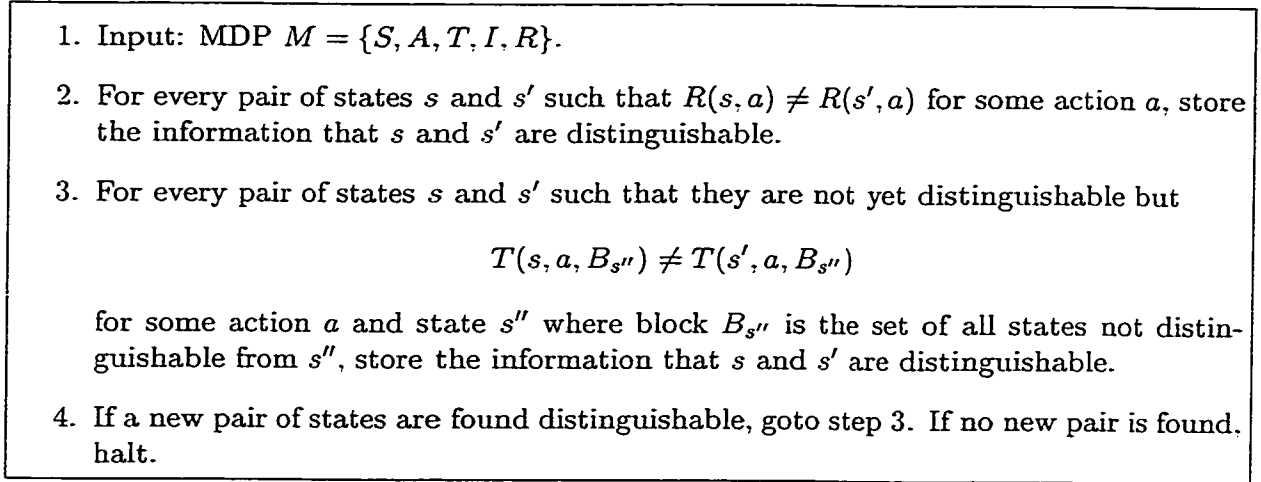 1. Input: MDP M = {S, A, T, I, R}.
2. For every pair of states s and s′ such that R(s, a) ≠ R(s′, a) for some action a, store
the information that s and s′ are distinguishable.
3. For every pair of states s and s′ such that they are not yet distinguishable but
T(s, a, B_{s″}) ≠ T(s′, a, B_{s″})
for some action a and state s″ where block B_{s″} is the set of all states not distin-
guishable from s″, store the information that s and s′ are distinguishable.
4. If a new pair of states are found distinguishable, goto step 3. If no new pair is found,
halt.